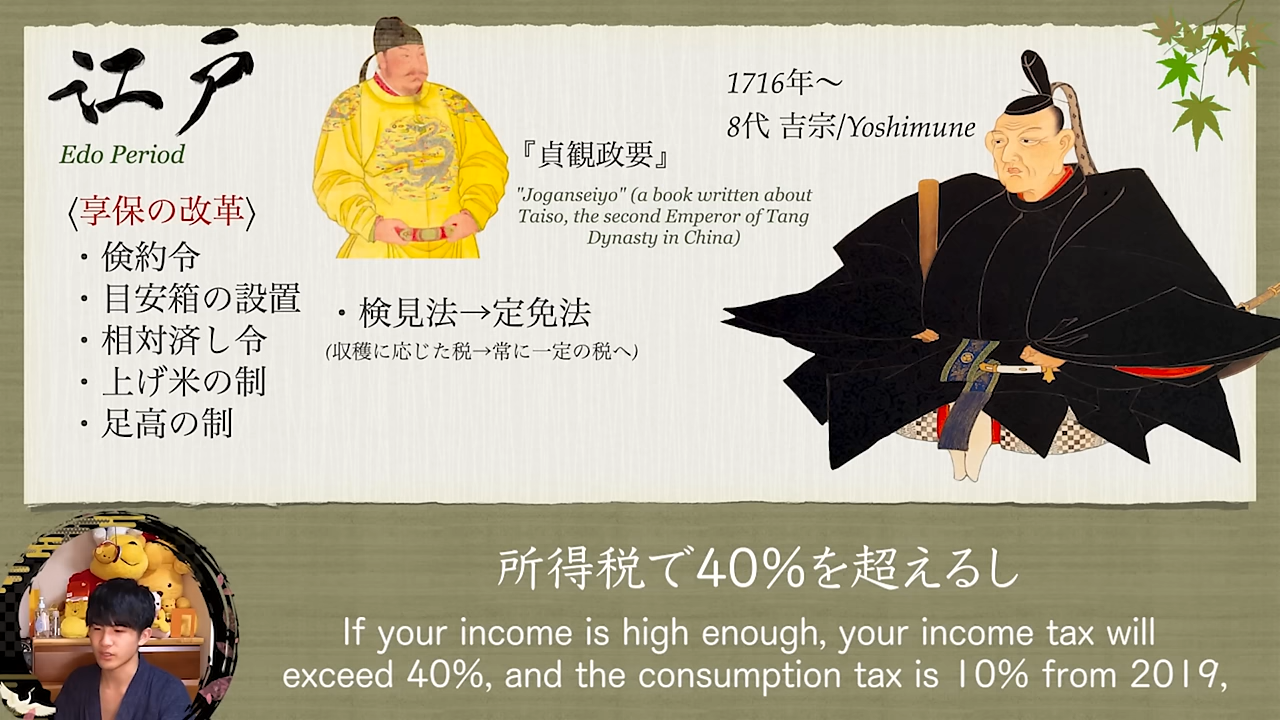 江戸
Edo Period
〈享保の改革〉
・倹約令
・目安箱の設置
・相対済し令
・上げ米の制
・足高の制
『貞観政要』
"Joganseiyo" (a book written about
Taiso, the second Emperor of Tang
Dynasty in China)
・検見法→定免法
(収穫に応じた税→常に一定の税へ)
1716年〜
8代 吉宗/Yoshimune
所得税で40%を超えるし
If your income is high enough, your income tax will
exceed 40%, and the consumption tax is 10% from 2019,